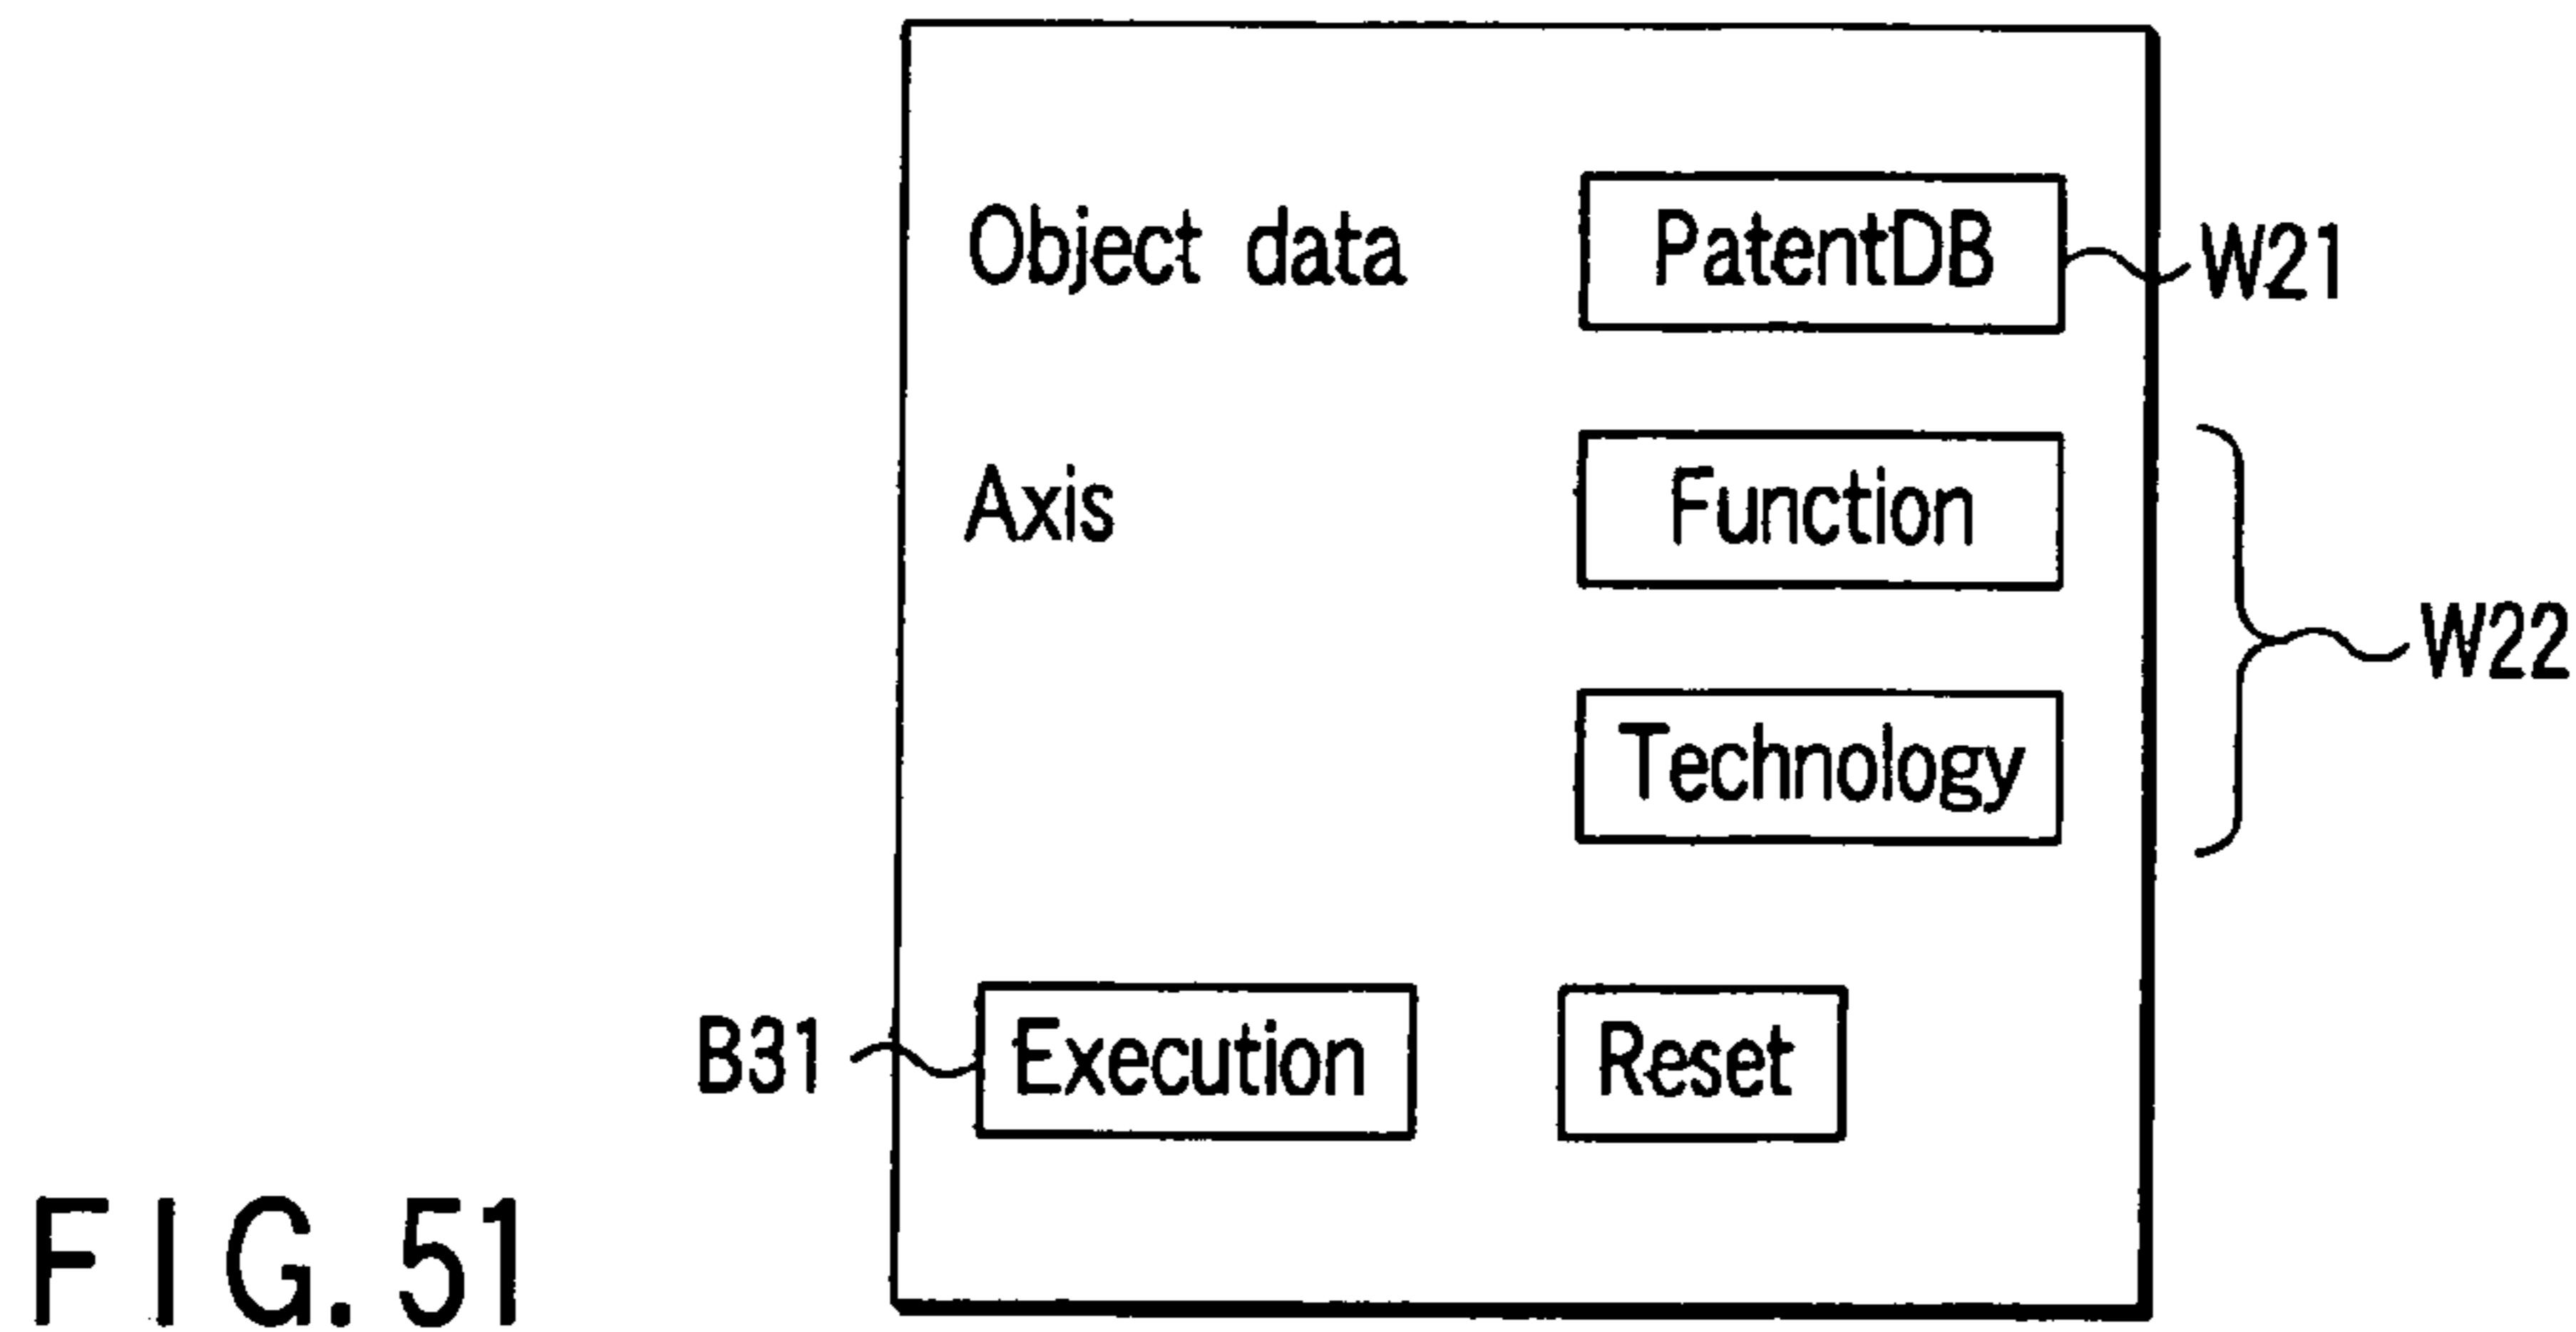 Object data PatentDB W21
Axis Function
W22
Technology
B31 Execution Reset
FIG. 51